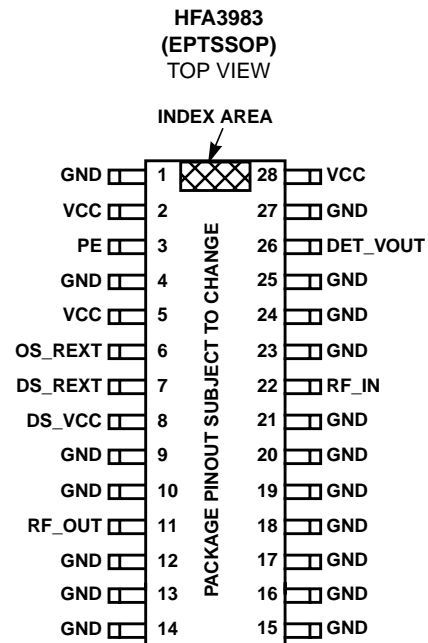 HFA3983
(EPTSSOP)
TOP VIEW
INDEX AREA
GND 1 28 VCC
VCC 2 27 GND
PE 3 26 DET_VOUT
GND 4 25 GND
VCC 5 24 GND
OS_REXT 6 23 GND
DS_REXT 7 22 RF_IN
DS_VCC 8 21 GND
GND 9 20 GND
GND 10 19 GND
RF_OUT 11 18 GND
GND 12 17 GND
GND 13 16 GND
GND 14 15 GND
PACKAGE PINOUT SUBJECT TO CHANGE